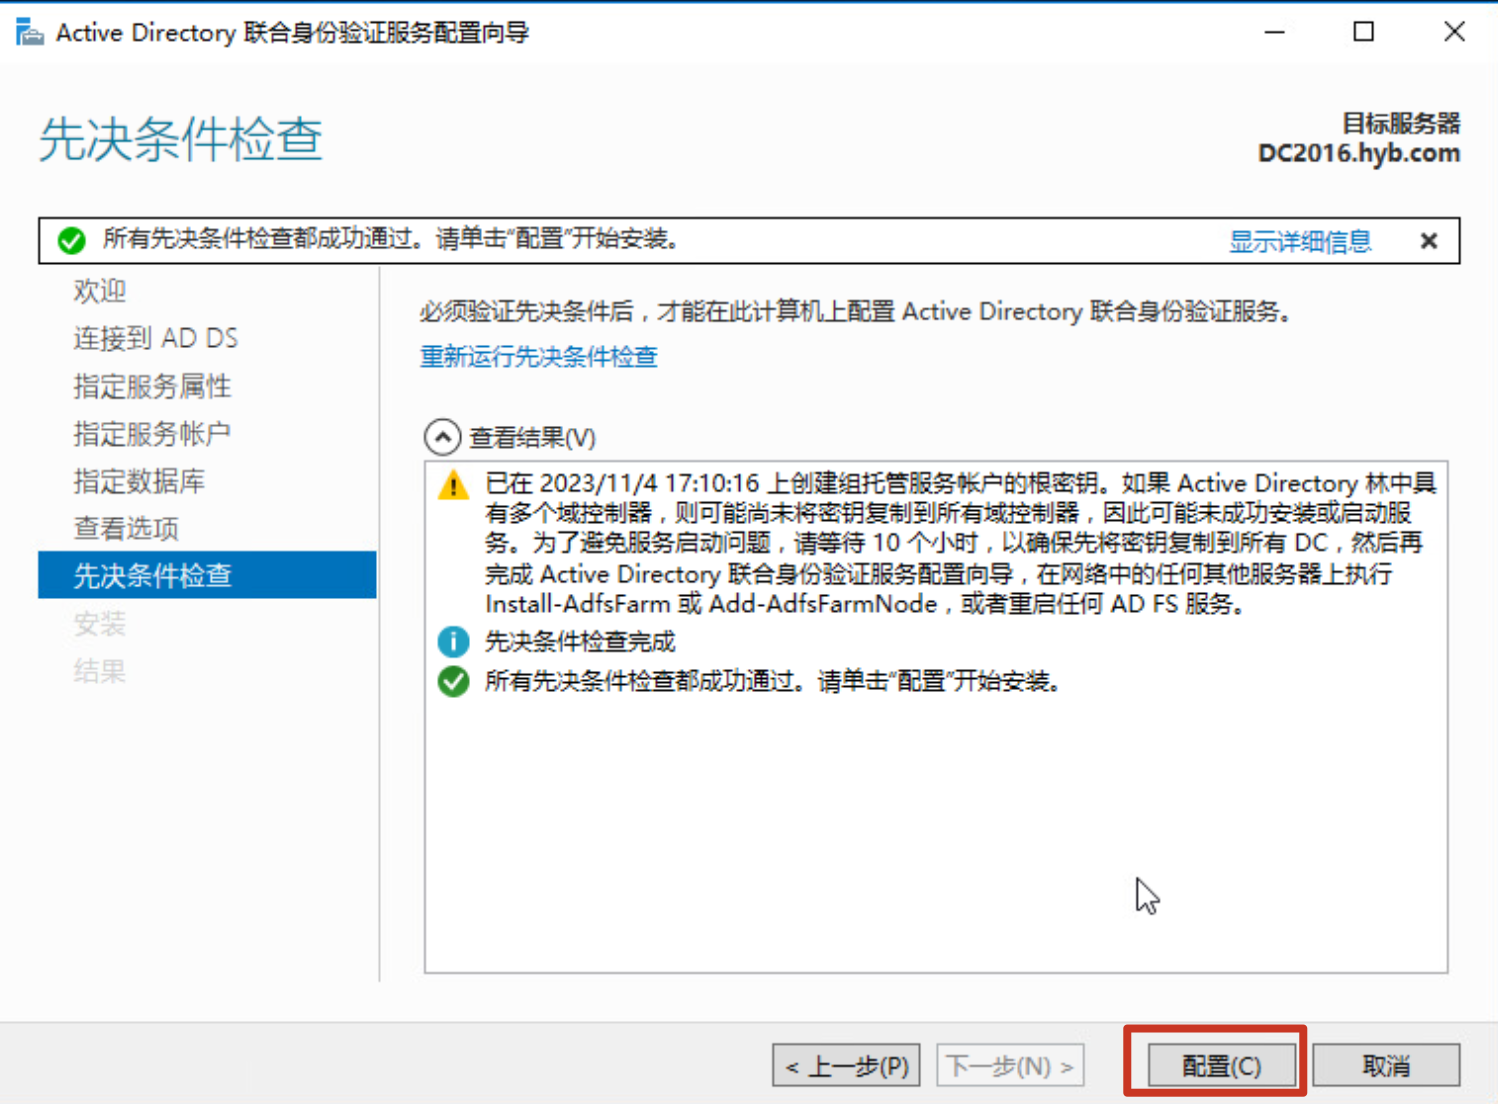 Active Directory 联合身份验证服务配置向导
先决条件检查
目标服务器
DC2016.hyb.com
所有先决条件检查都成功通过。请单击“配置”开始安装。
显示详细信息
欢迎
连接到 AD DS
指定服务属性
指定服务帐户
指定数据库
查看选项
先决条件检查
安装
结果
必须验证先决条件后，才能在此计算机上配置 Active Directory 联合身份验证服务。
重新运行先决条件检查
查看结果(V)
已在 2023/11/4 17:10:16 上创建组托管服务帐户的根密钥。如果 Active Directory 林中具
有多个域控制器，则可能尚未将密钥复制到所有域控制器，因此可能未成功安装或启动服
务。为了避免服务启动问题，请等待 10 个小时，以确保先将密钥复制到所有 DC，然后再
完成 Active Directory 联合身份验证服务配置向导，在网络中的任何其他服务器上执行
Install-AdfsFarm 或 Add-AdfsFarmNode，或者重启任何 AD FS 服务。
先决条件检查完成
所有先决条件检查都成功通过。请单击“配置”开始安装。
< 上一步(P)
下一步(N) >
配置(C)
取消